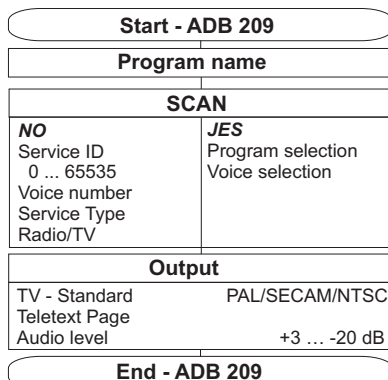 Start - ADB 209
Program name
SCAN
NO
Service ID
0 ... 65535
Voice number
Service Type
Radio/TV
JES
Program selection
Voice selection
Output
TV - Standard PAL/SECAM/NTSC
Teletext Page
Audio level +3 ... -20 dB
End - ADB 209